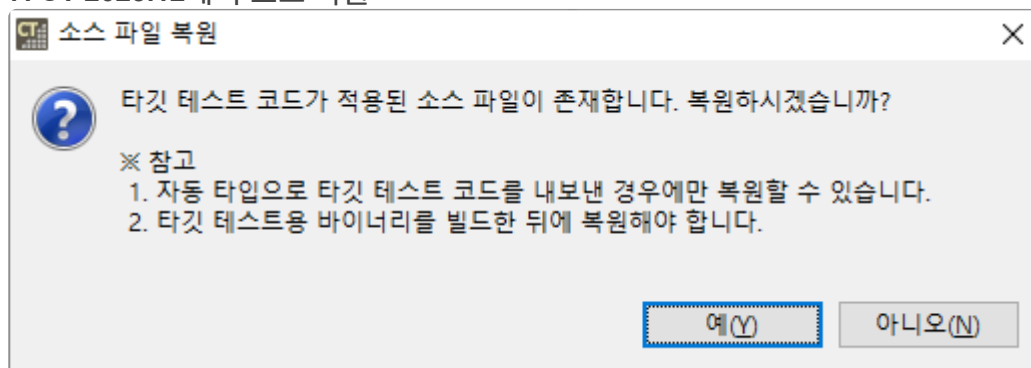 소스 파일 복원
타깃 테스트 코드가 적용된 소스 파일이 존재합니다. 복원하시겠습니까?
※ 참고
1. 자동 타입으로 타깃 테스트 코드를 내보낸 경우에만 복원할 수 있습니다.
2. 타깃 테스트용 바이너리를 빌드한 뒤에 복원해야 합니다.
예(Y)
아니오(N)